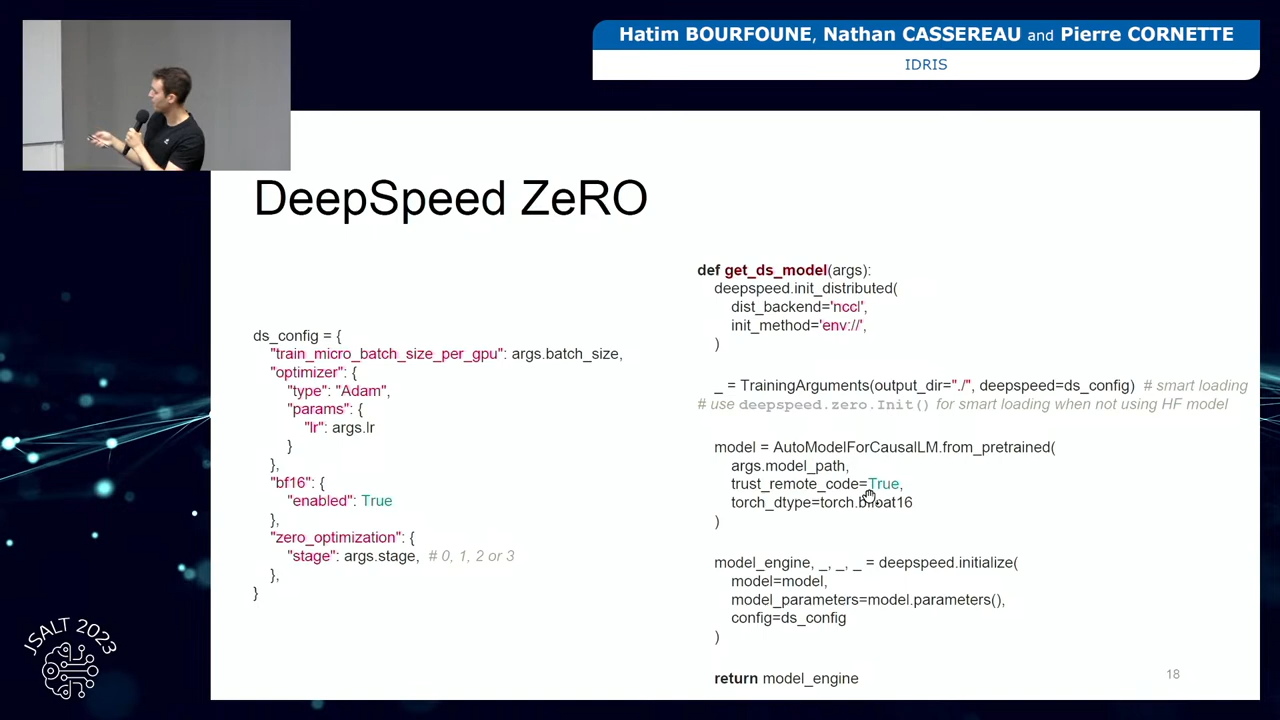 Hatim BOURFOUNE, Nathan CASSEREAU and Pierre CORNETTE
IDRIS
DeepSpeed ZeRO
ds_config = {
"train_micro_batch_size_per_gpu": args.batch_size,
"optimizer": {
"type": "Adam",
"params": {
"lr": args.lr
}
},
"bf16": {
"enabled": True
},
"zero_optimization": {
"stage": args.stage, # 0, 1, 2 or 3
},
}
def get_ds_model(args):
deepspeed.init_distributed(
dist_backend='nccl',
init_method='env://',
)
_ = TrainingArguments(output_dir="./", deepspeed=ds_config) # smart loading
# use deepspeed.zero.Init() for smart loading when not using HF model
model = AutoModelForCausalLM.from_pretrained(
args.model_path,
trust_remote_code=True,
torch_dtype=torch.bfloat16
)
model_engine, _, _, _ = deepspeed.initialize(
model=model,
model_parameters=model.parameters(),
config=ds_config
)
return model_engine
18
JSALT 2023